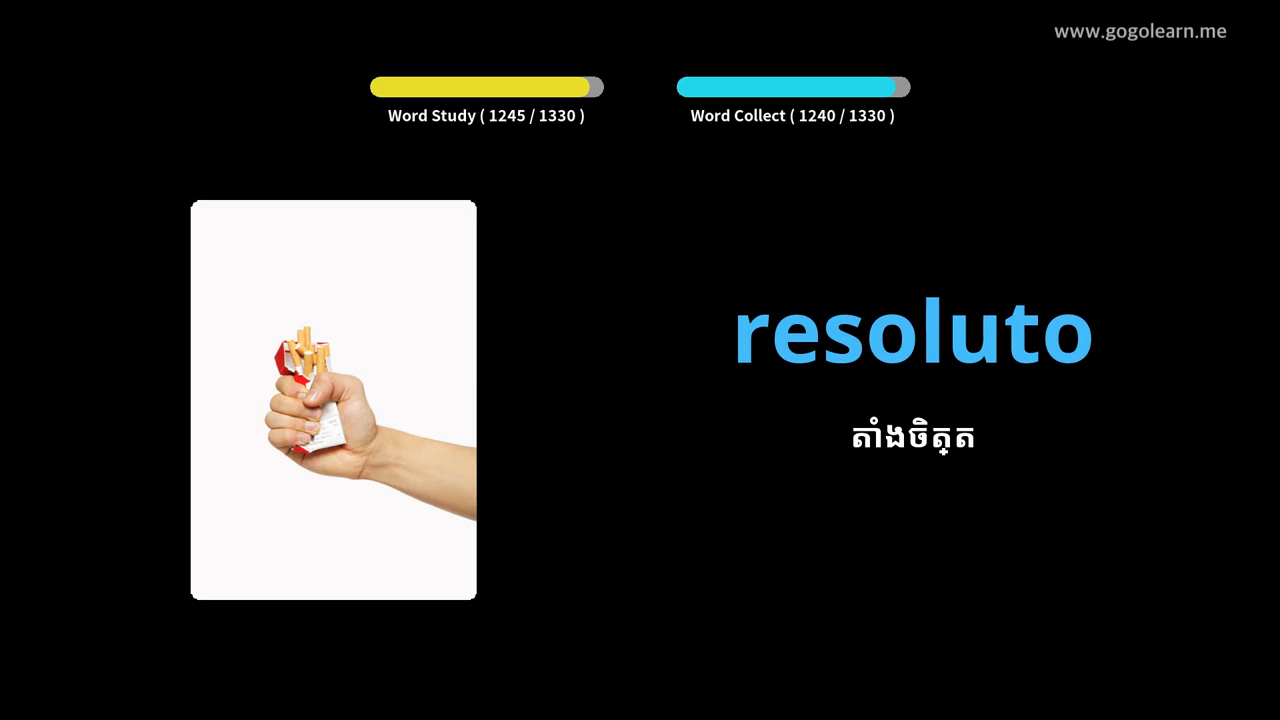 www.gogolearn.me
Word Study ( 1245 / 1330 )
Word Collect ( 1240 / 1330 )
resoluto
តាំងចិត្ត